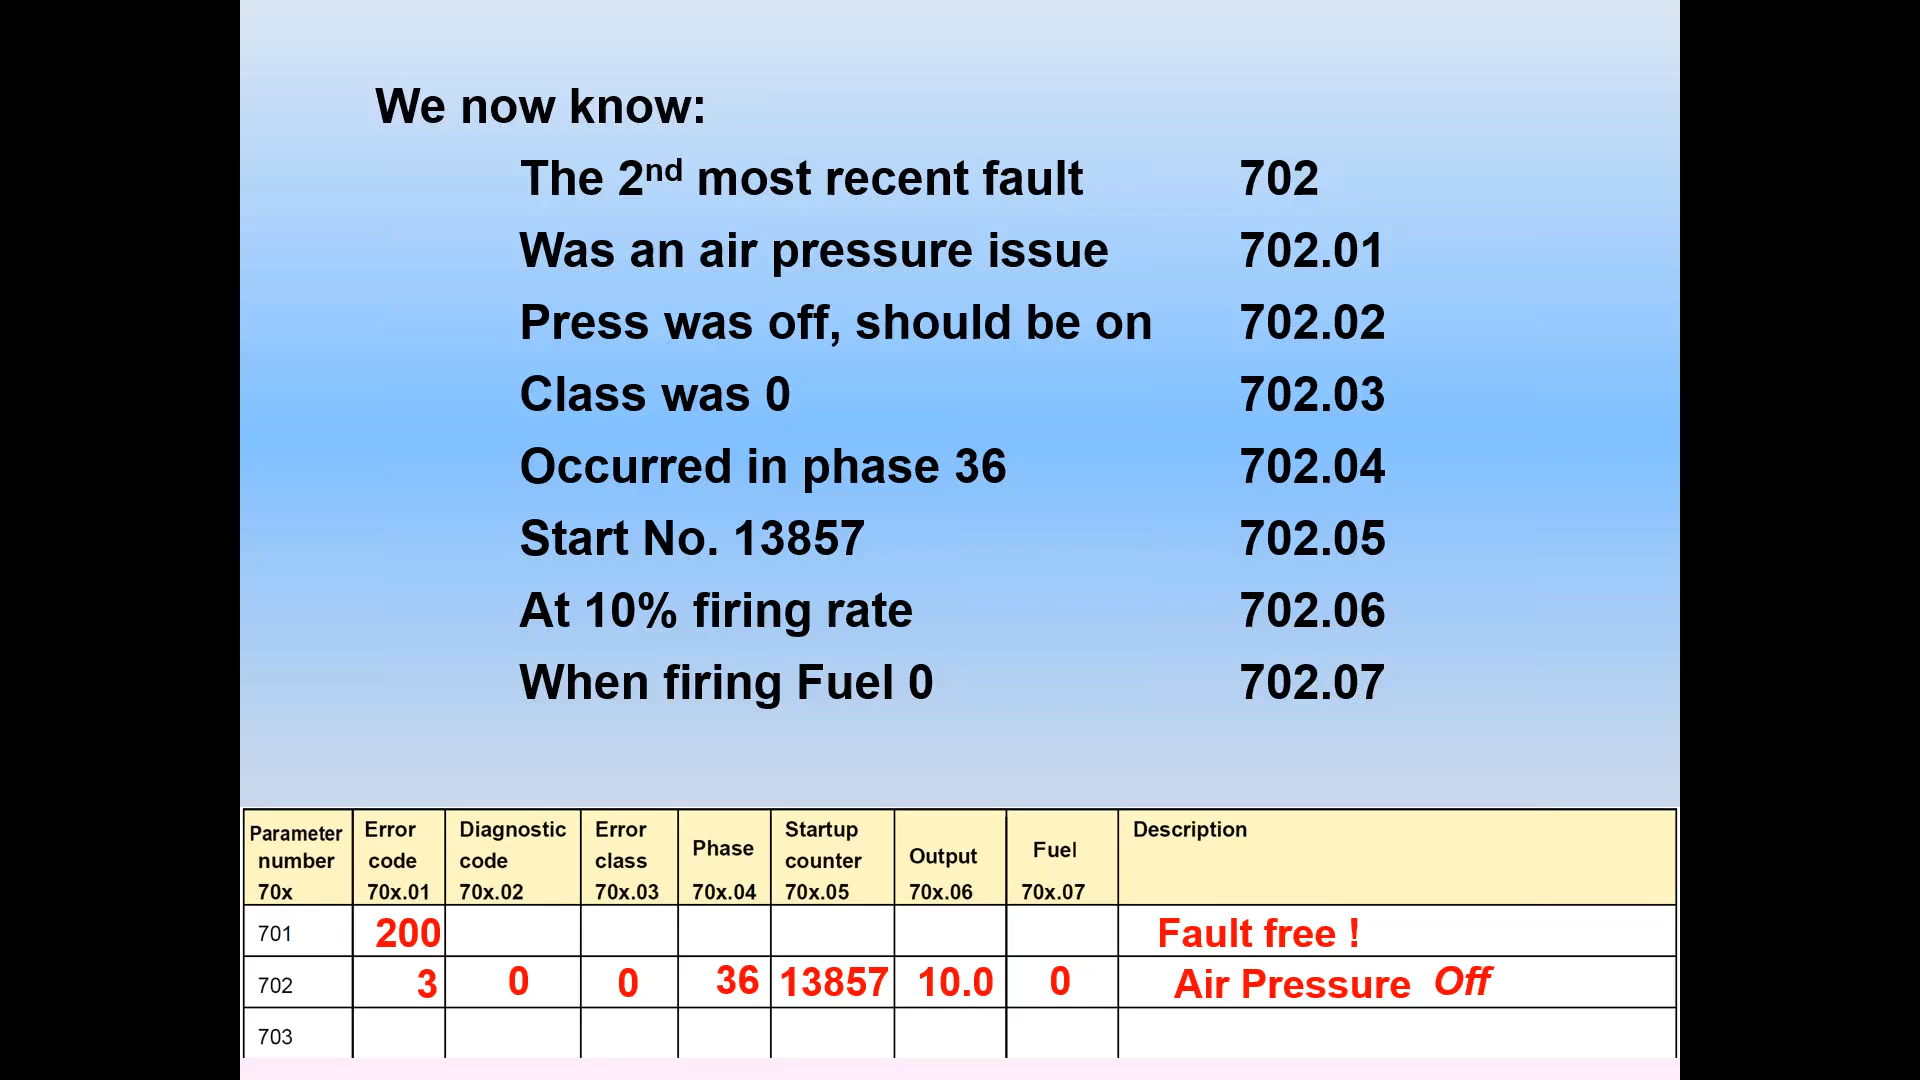 We now know:
The 2nd most recent fault 702
Was an air pressure issue 702.01
Press was off, should be on 702.02
Class was 0 702.03
Occurred in phase 36 702.04
Start No. 13857 702.05
At 10% firing rate 702.06
When firing Fuel 0 702.07
Parameter number 70x Error code 70x.01 Diagnostic code 70x.02 Error class 70x.03 Phase 70x.04 Startup counter 70x.05 Output 70x.06 Fuel 70x.07 Description
701 200 Fault free !
702 3 0 0 36 13857 10.0 0 Air Pressure Off
703